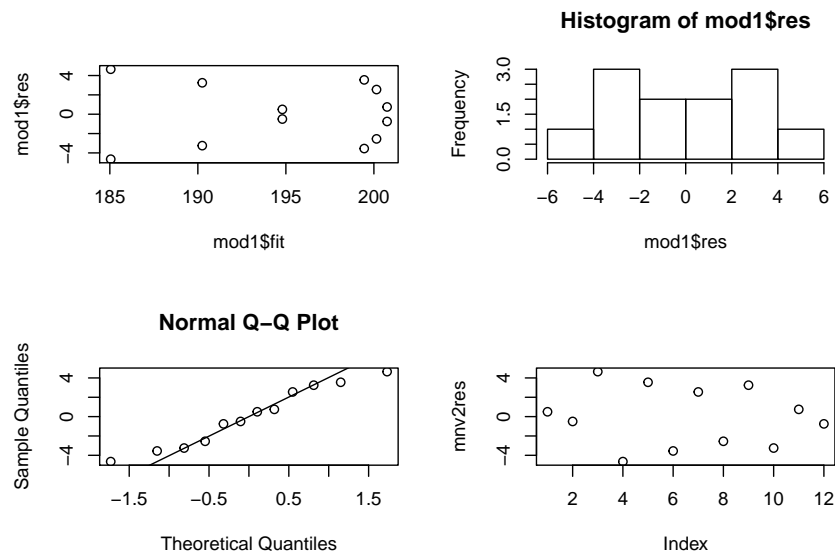 mod1$res
−4 0 4
185 190 195 200
mod1$fit
Histogram of mod1$res
Frequency
0.0 1.5 3.0
−6 −4 −2 0 2 4 6
mod1$res
Normal Q−Q Plot
Sample Quantiles
−4 0 4
−1.5 −0.5 0.5 1.5
Theoretical Quantiles
mnv2res
−4 0 4
2 4 6 8 10 12
Index